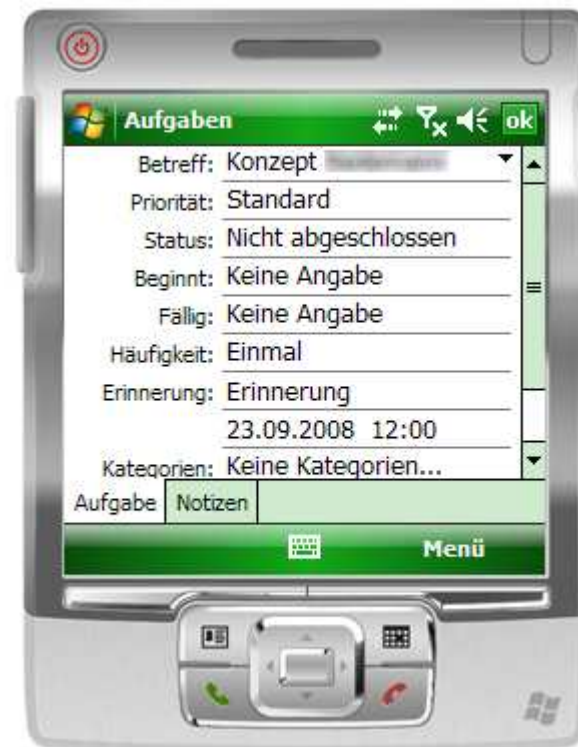 Aufgaben ok
Betreff: Konzept
Priorität: Standard
Status: Nicht abgeschlossen
Beginnt: Keine Angabe
Fällig: Keine Angabe
Häufigkeit: Einmal
Erinnerung: Erinnerung
23.09.2008 12:00
Kategorien: Keine Kategorien...
Aufgabe Notizen
Menü